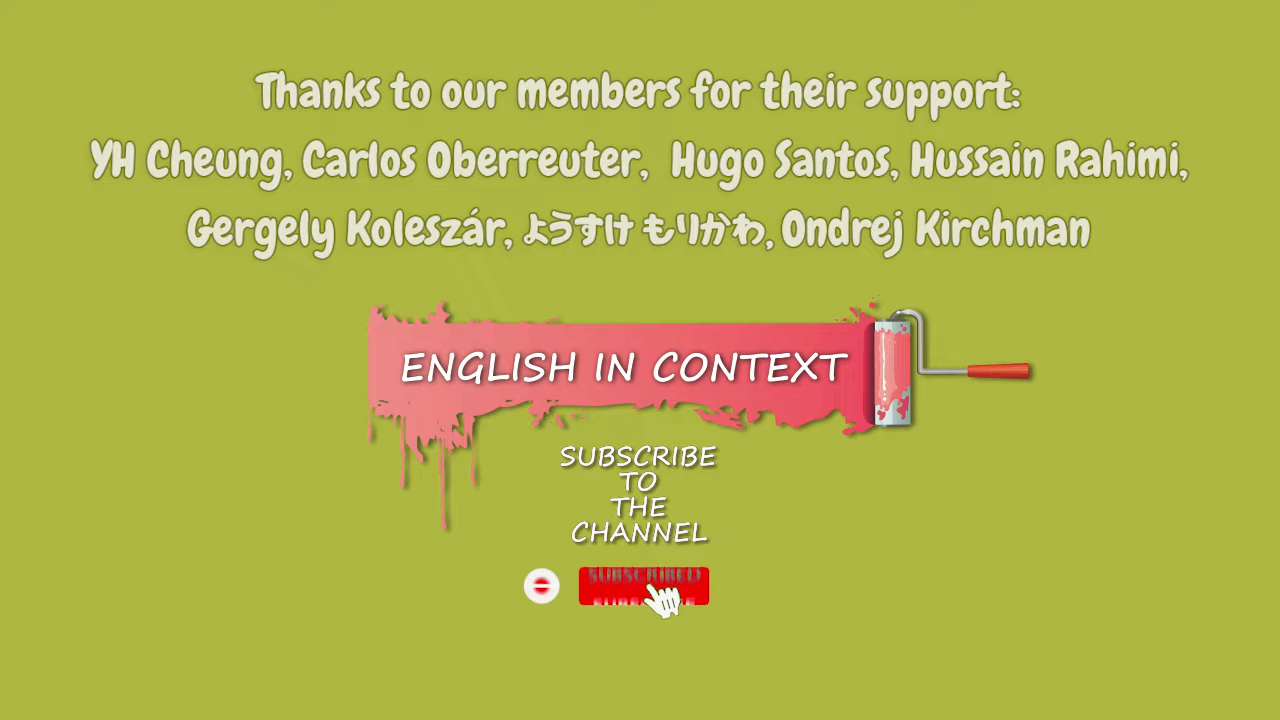 Thanks to our members for their support:
YH Cheung, Carlos Oberreuter, Hugo Santos, Hussain Rahimi,
Gergely Koleszár, ようすけ もりかわ, Ondrej Kirchman
ENGLISH IN CONTEXT
SUBSCRIBE
TO
THE
CHANNEL
SUBSCRIBED